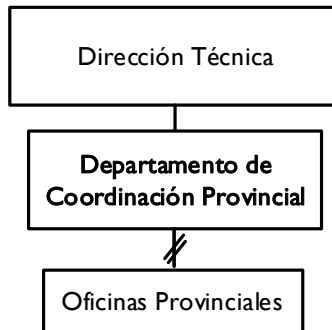 Dirección Técnica
Departamento de
Coordinación Provincial
Oficinas Provinciales